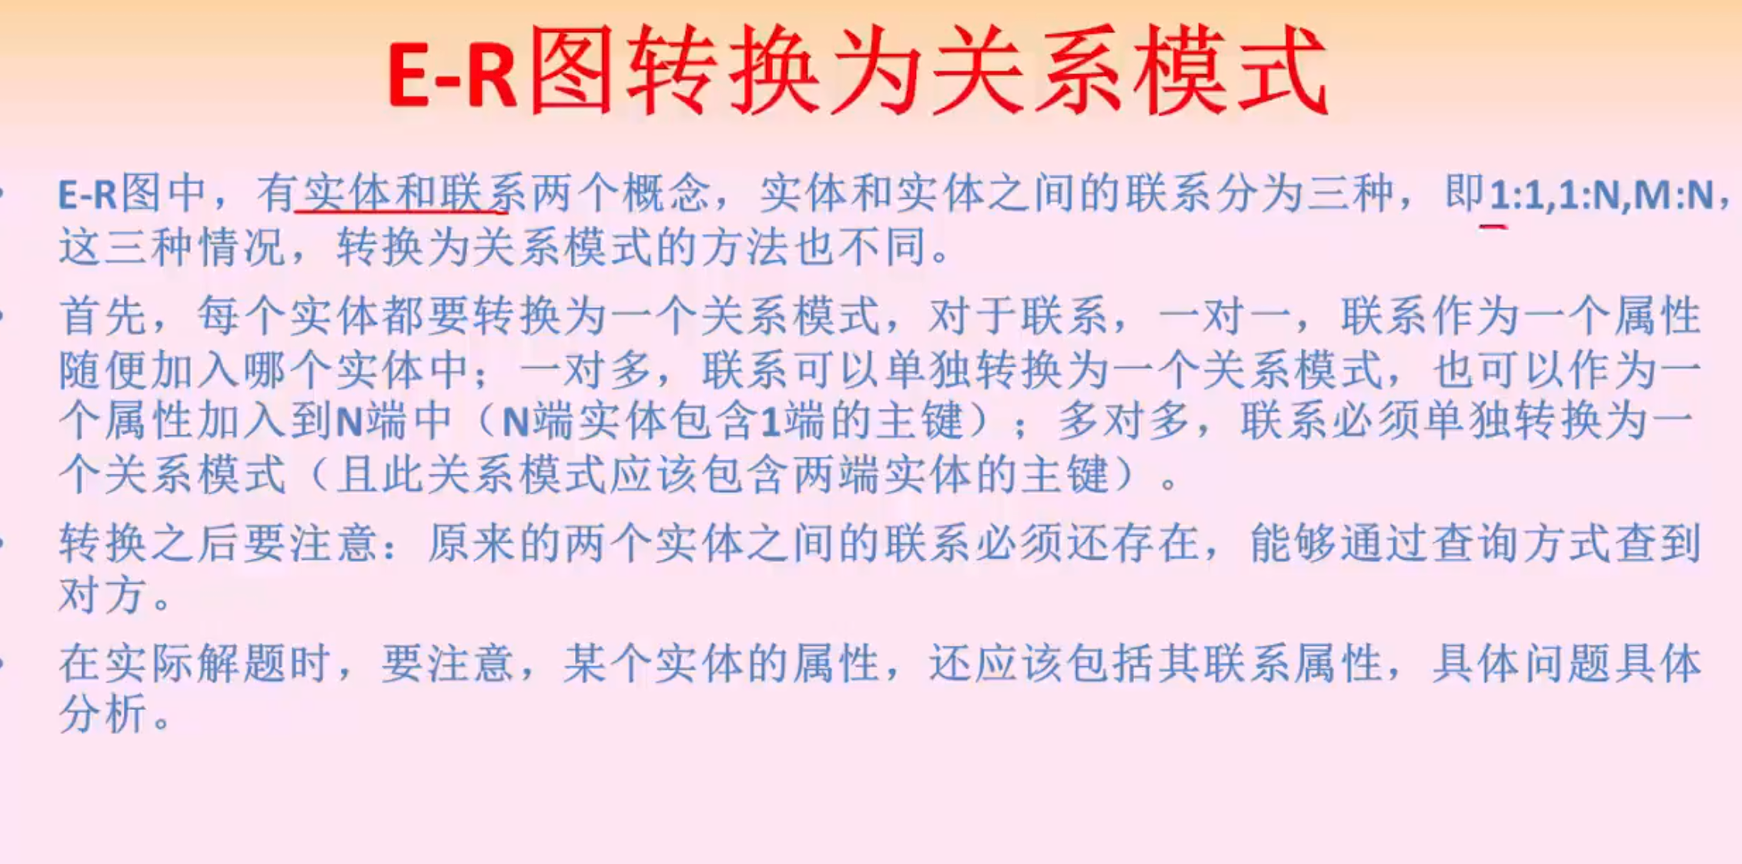 E-R图转换为关系模式
E-R图中，有实体和联系两个概念，实体和实体之间的联系分为三种，即1:1,1:N,M:N，
这三种情况，转换为关系模式的方法也不同。
首先，每个实体都要转换为一个关系模式，对于联系，一对一，联系作为一个属性
随便加入哪个实体中；一对多，联系可以单独转换为一个关系模式，也可以作为一
个属性加入到N端中（N端实体包含1端的主键）；多对多，联系必须单独转换为一
个关系模式（且此关系模式应该包含两端实体的主键）。
转换之后要注意：原来的两个实体之间的联系必须还存在，能够通过查询方式查到
对方。
在实际解题时，要注意，某个实体的属性，还应该包括其联系属性，具体问题具体
分析。